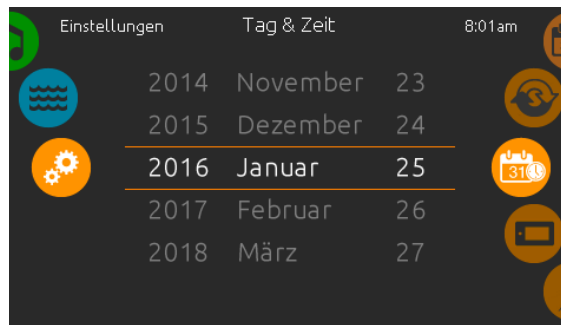 Einstellungen Tag & Zeit 8:01am
2014 November 23
2015 Dezember 24
2016 Januar 25
2017 Februar 26
2018 März 27
31